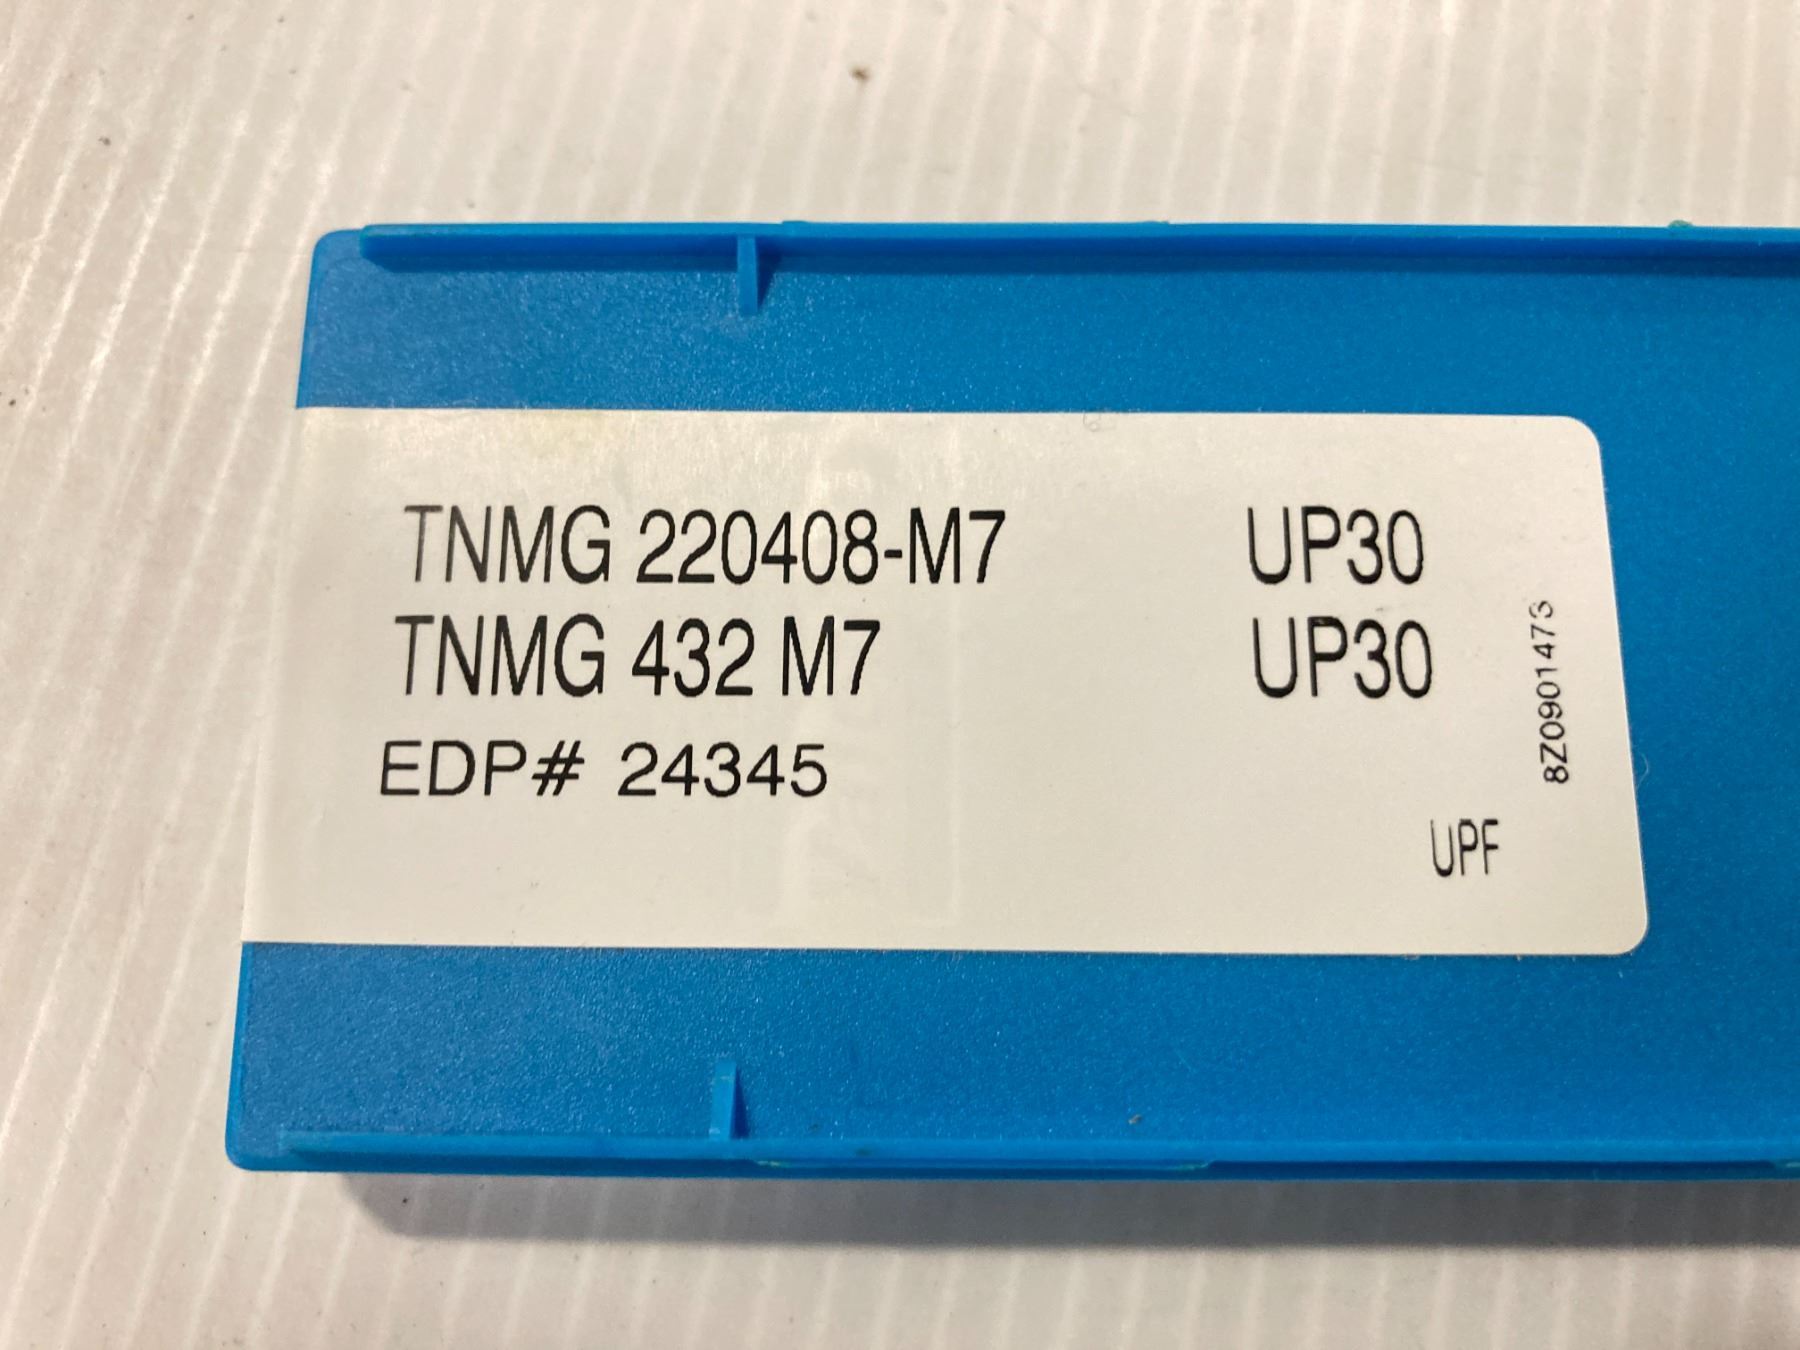 TNMG 220408-M7 UP30
TNMG 432 M7 UP30
EDP# 24345
8Z0901473
UPF